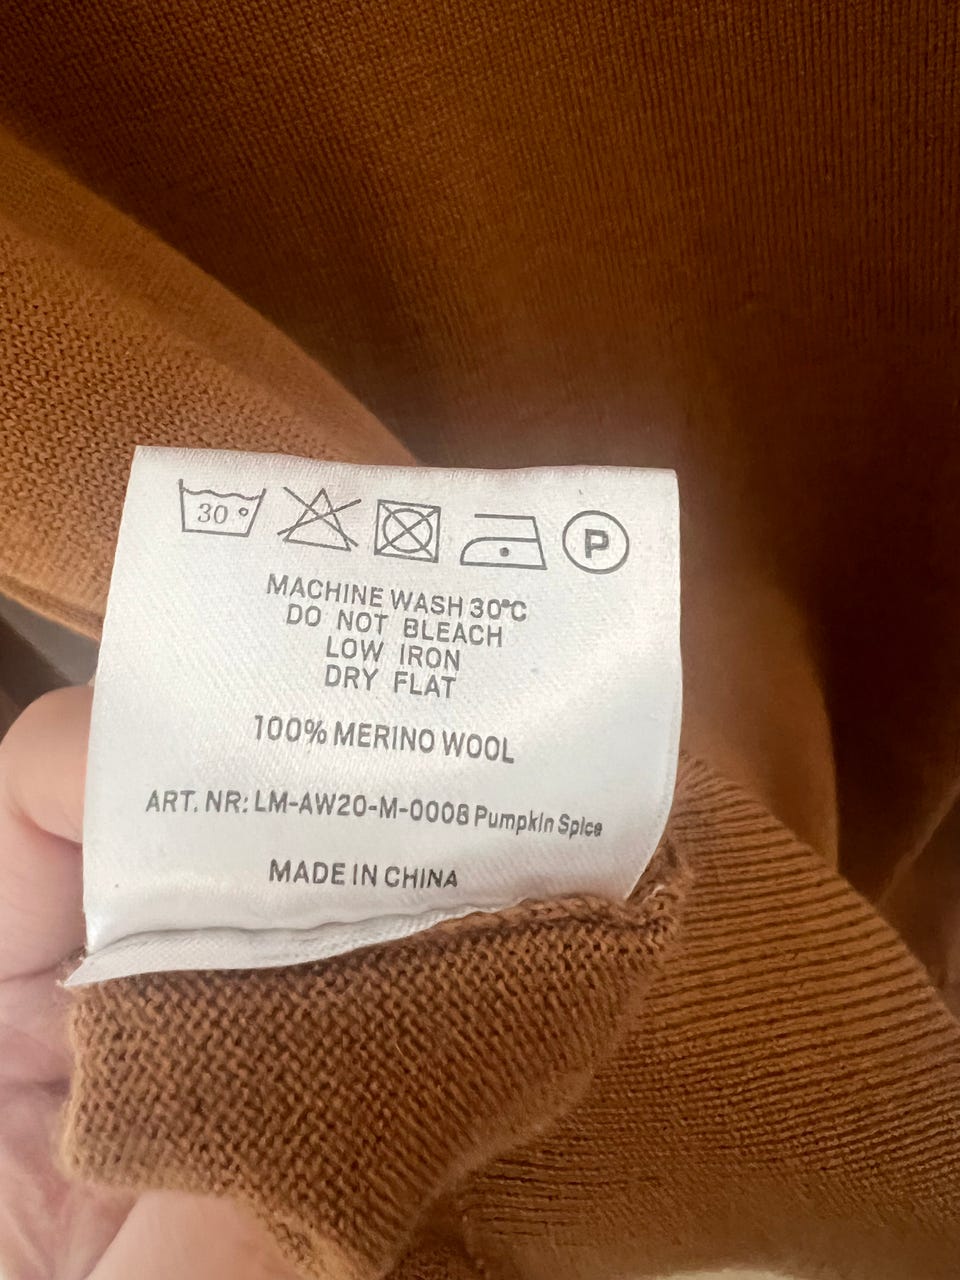 30°
P
MACHINE WASH 30°C
DO NOT BLEACH
LOW IRON
DRY FLAT
100% MERINO WOOL
ART. NR: LM-AW20-M-0008 Pumpkin Spice
MADE IN CHINA